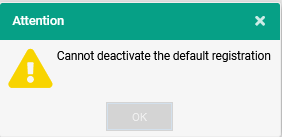 Attention
Cannot deactivate the default registration
OK